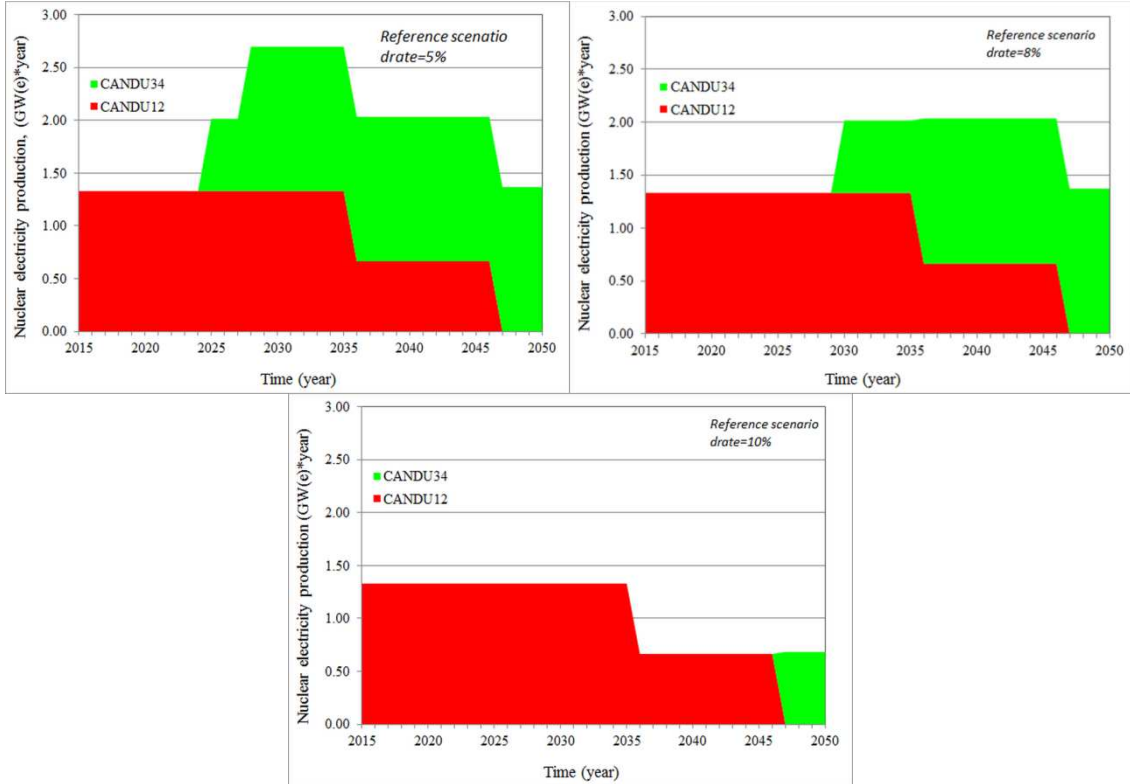 Nuclear electricity production, (GW(e)*year)
3.00
2.50
2.00
1.50
1.00
0.50
0.00
Reference scenatio
drate=5%
CANDU34
CANDU12
2015 2020 2025 2030 2035 2040 2045 2050
Time (year)
Nuclear electricity production (GW(e)*year)
3.00
2.50
2.00
1.50
1.00
0.50
0.00
Reference scenario
drate=8%
CANDU34
CANDU12
2015 2020 2025 2030 2035 2040 2045 2050
Time (year)
Nuclear electricity production (GW(e)*year)
3.00
2.50
2.00
1.50
1.00
0.50
0.00
Reference scenario
drate=10%
CANDU34
CANDU12
2015 2020 2025 2030 2035 2040 2045 2050
Time (year)